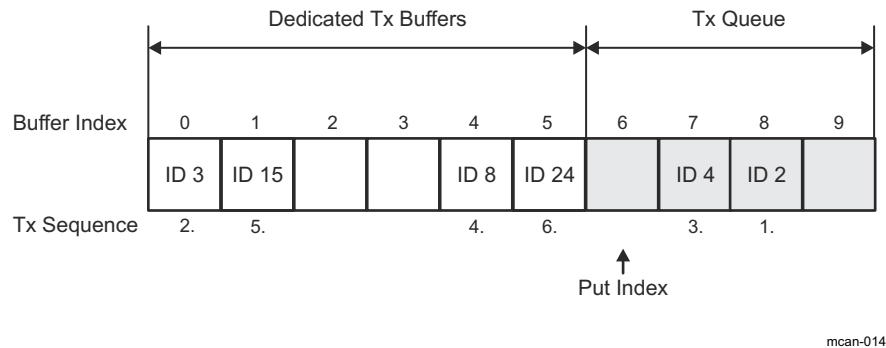 Dedicated Tx Buffers Tx Queue
Buffer Index 0 1 2 3 4 5 6 7 8 9
ID 3 ID 15 ID 8 ID 24 ID 4 ID 2
Tx Sequence 2. 5. 4. 6. 3. 1.
Put Index
mcan-014